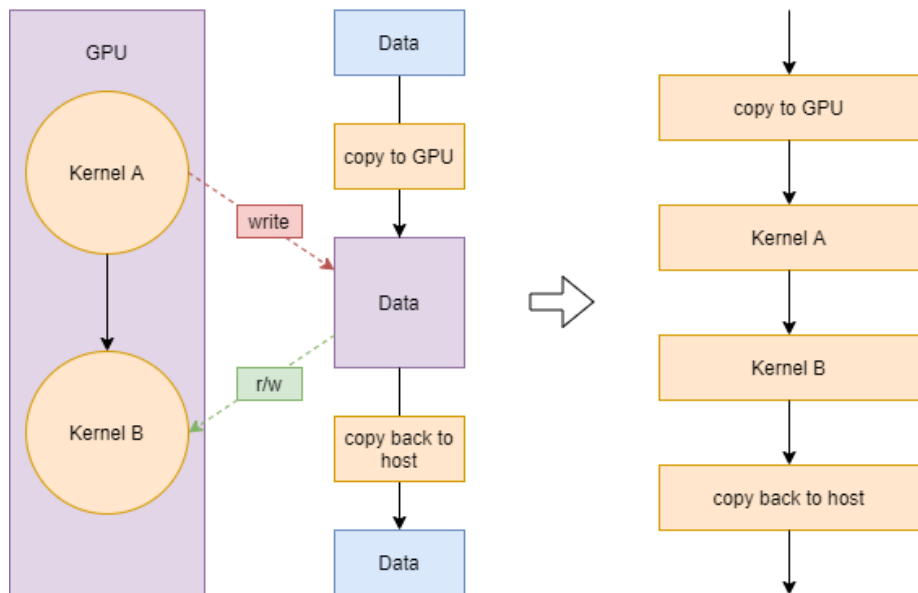 GPU
Kernel A
Kernel B
write
r/w
Data
copy to GPU
Data
copy back to
host
Data
copy to GPU
Kernel A
Kernel B
copy back to host